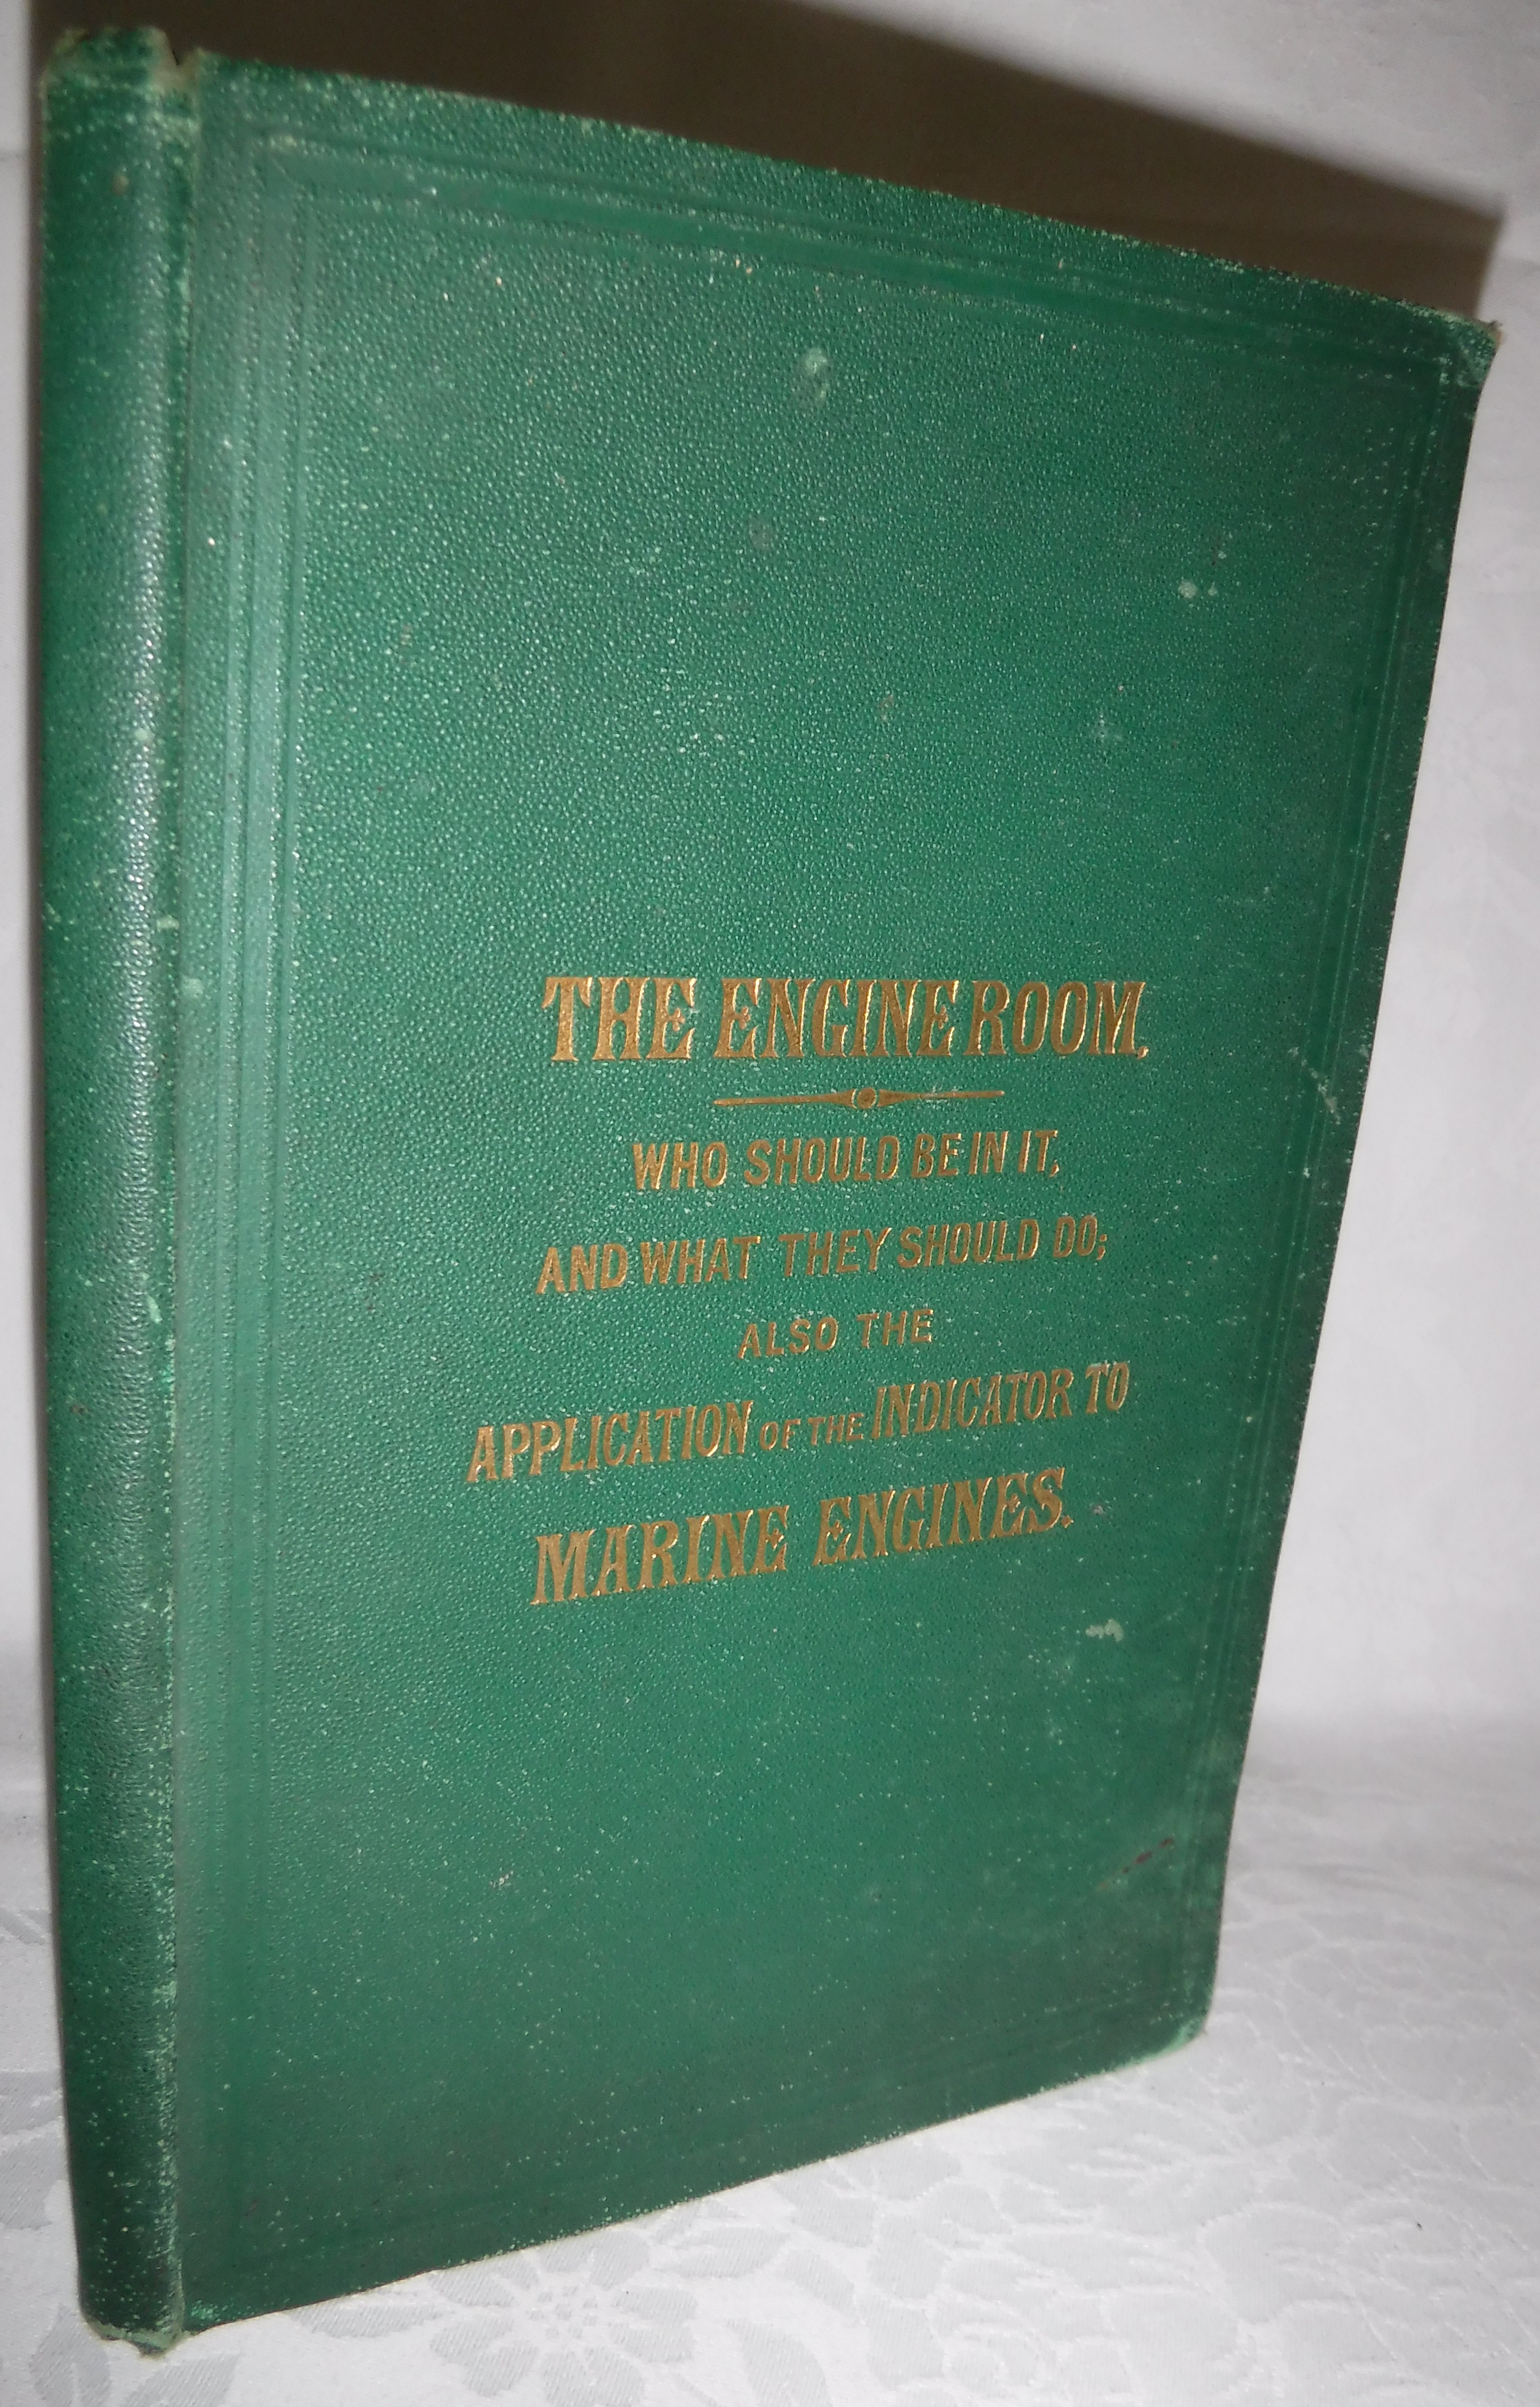 THE ENGINE ROOM,
WHO SHOULD BE IN IT,
AND WHAT THEY SHOULD DO;
ALSO THE
APPLICATION OF THE INDICATOR TO
MARINE ENGINES.